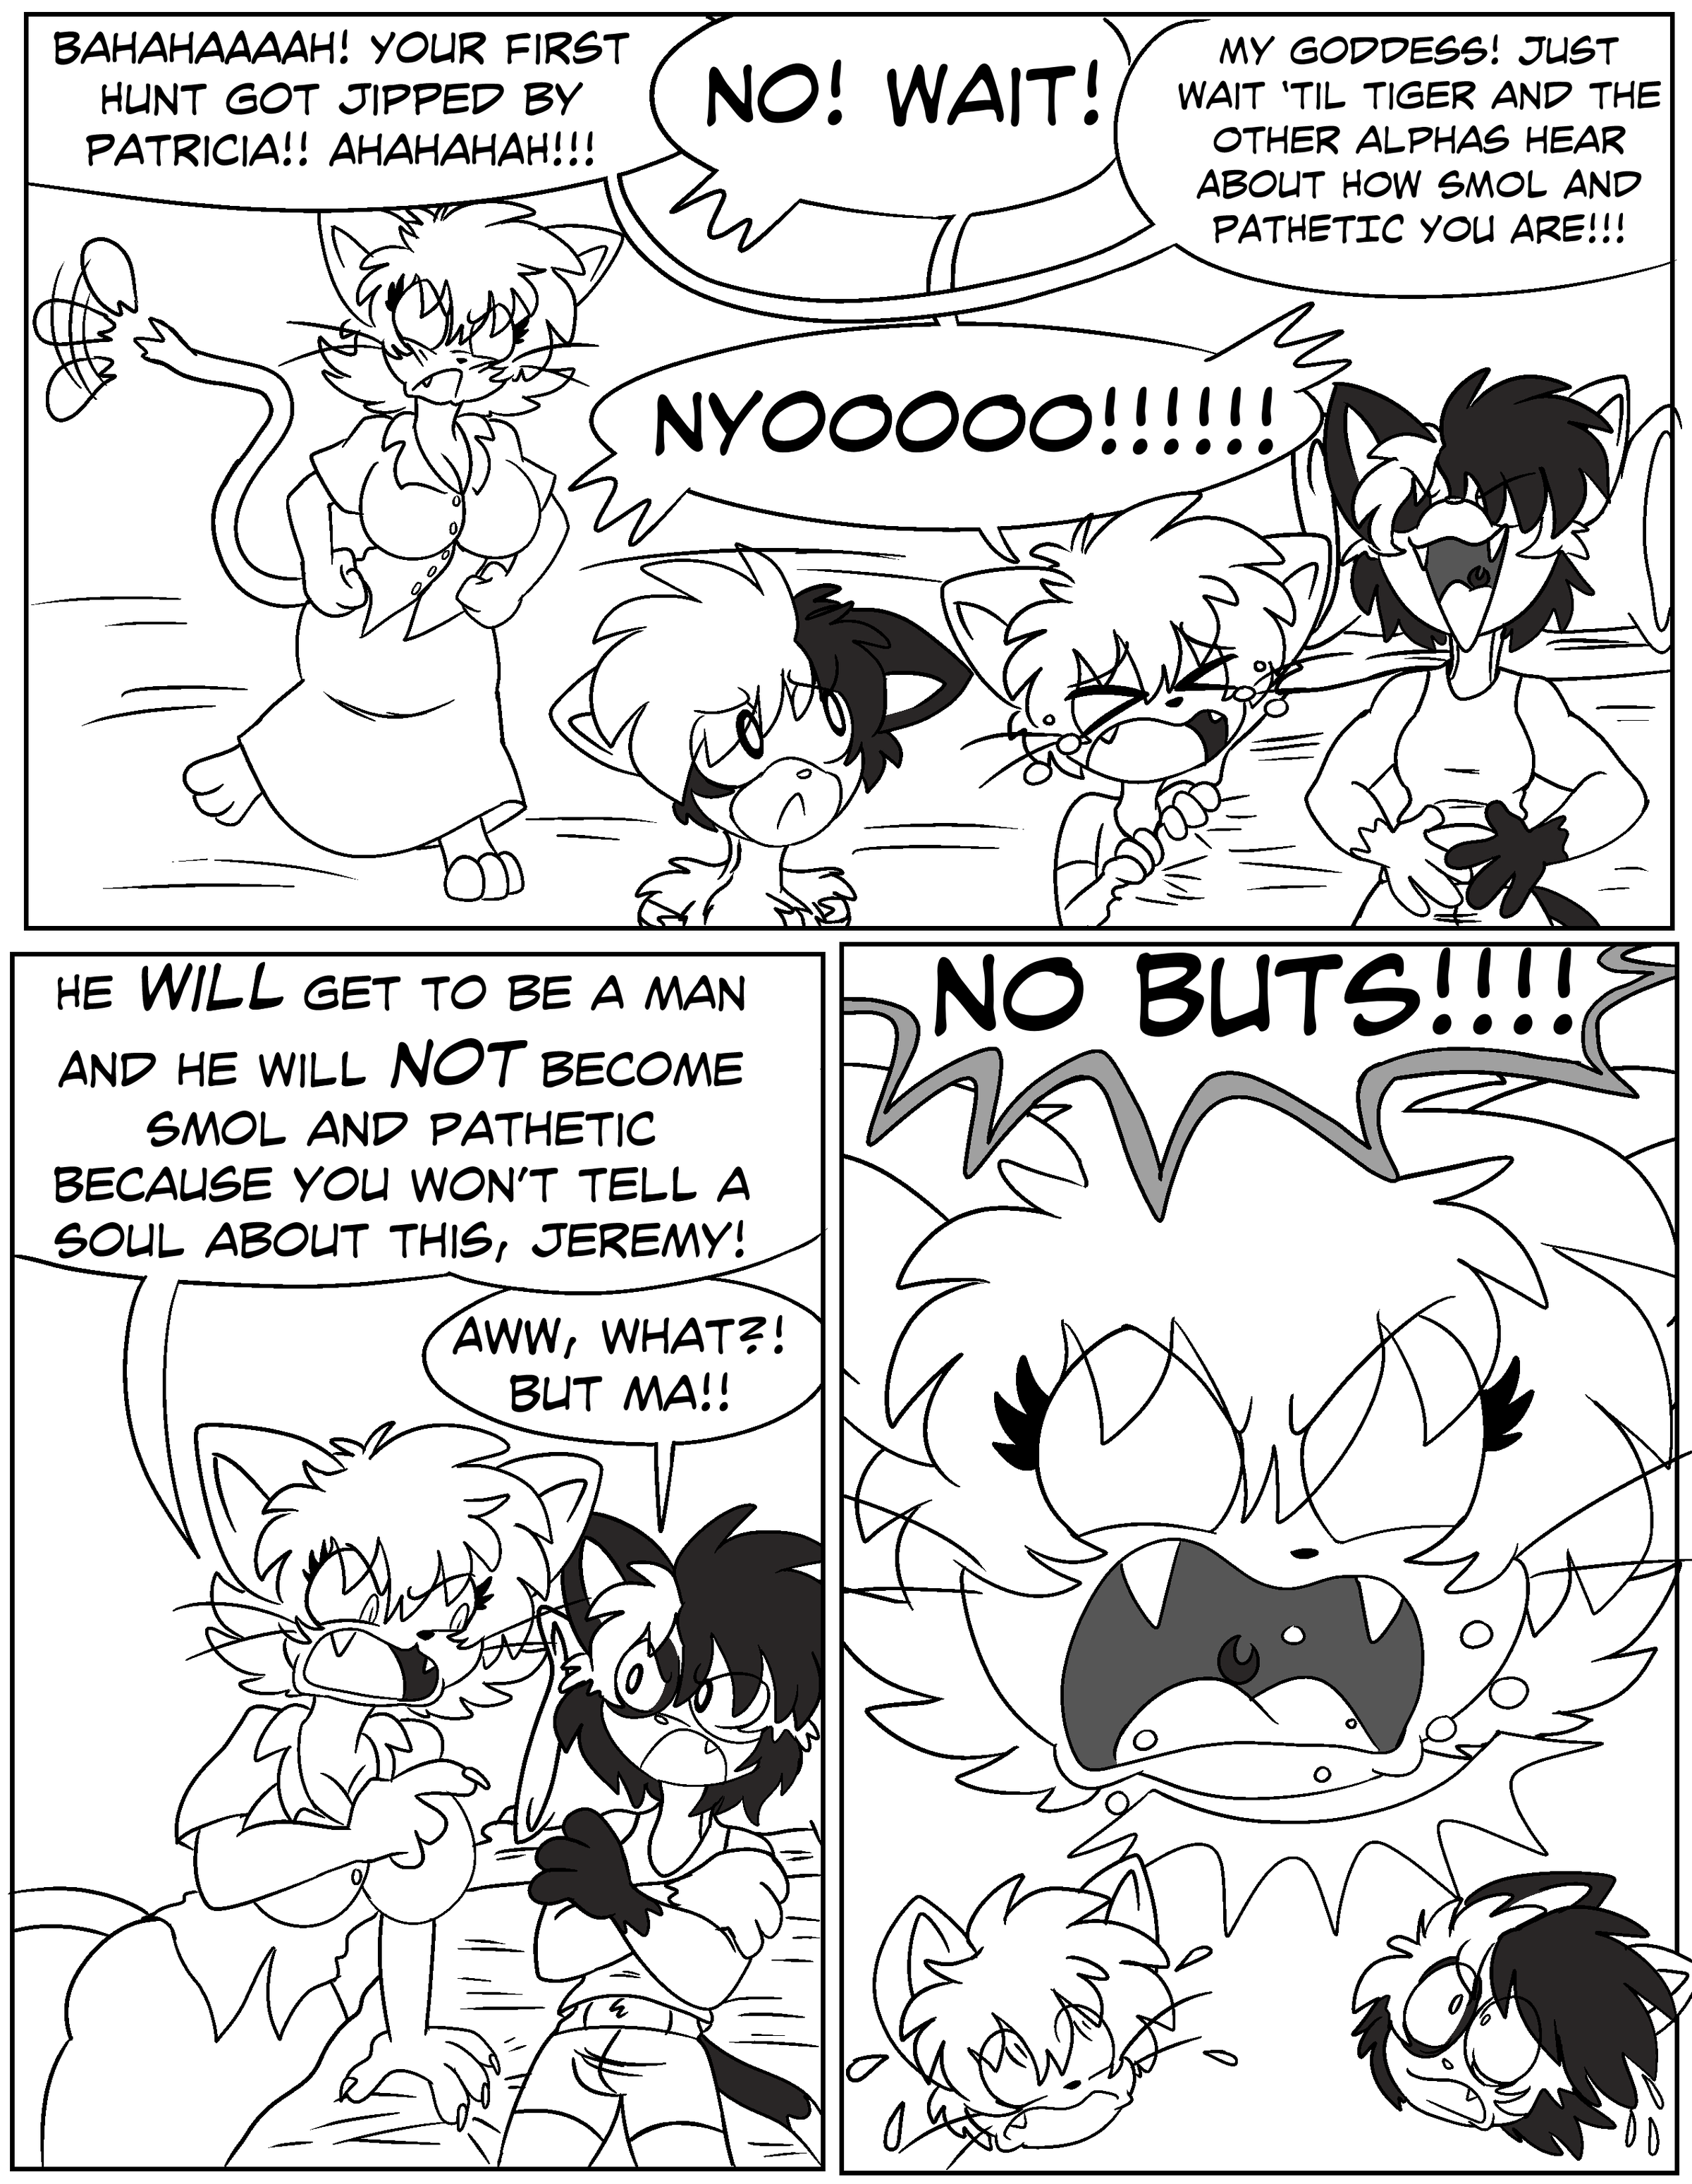 BAHAHAAAAH! YOUR FIRST
HUNT GOT JIPPED BY
PATRICIA!! AHAHAHAH!!!
NO! WAIT!
MY GODDESS! JUST
WAIT 'TIL TIGER AND THE
OTHER ALPHAS HEAR
ABOUT HOW SMOL AND
PATHETIC YOU ARE!!!
NYOOOOO!!!!!!
HE WILL GET TO BE A MAN
AND HE WILL NOT BECOME
SMOL AND PATHETIC
BECAUSE YOU WON'T TELL A
SOUL ABOUT THIS, JEREMY!
AWW, WHAT?!
BUT MA!!
NO BUTS!!!!